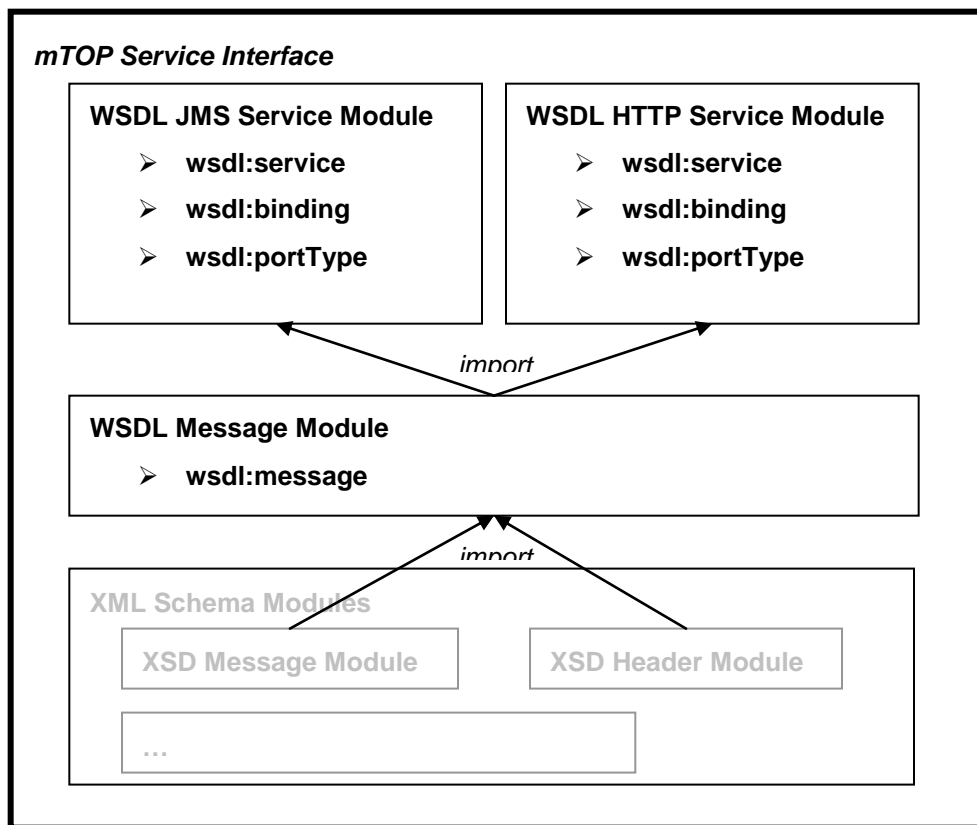 mTOP Service Interface
WSDL JMS Service Module
➢ wsdl:service
➢ wsdl:binding
➢ wsdl:portType
WSDL HTTP Service Module
➢ wsdl:service
➢ wsdl:binding
➢ wsdl:portType
import
WSDL Message Module
➢ wsdl:message
import
XML Schema Modules
XSD Message Module
XSD Header Module
…